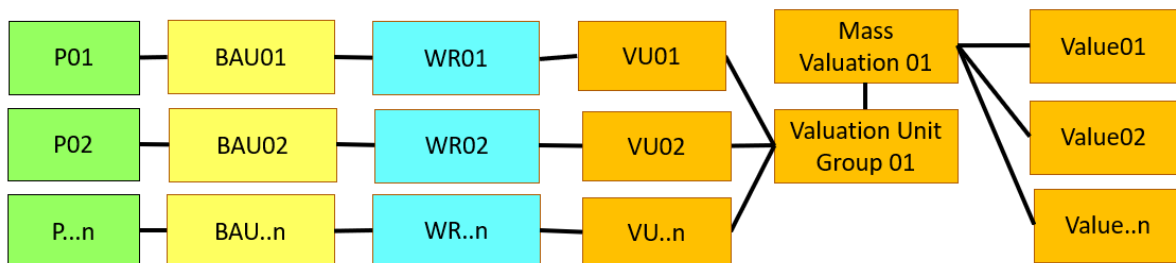 P01
BAU01
WR01
VU01
Mass
Valuation 01
Value01
P02
BAU02
WR02
VU02
Valuation Unit
Group 01
Value02
P...n
BAU..n
WR..n
VU..n
Value..n